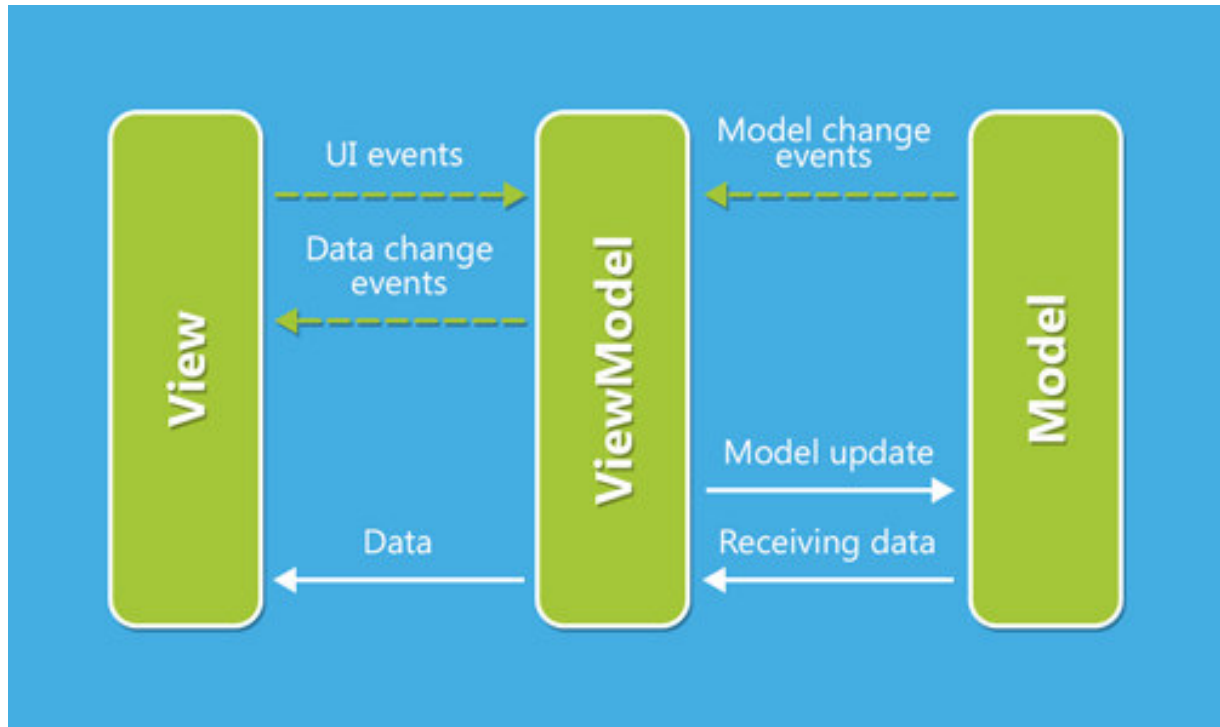 View
UI events
Data change
events
Data
ViewModel
Model change
events
Model update
Receiving data
Model